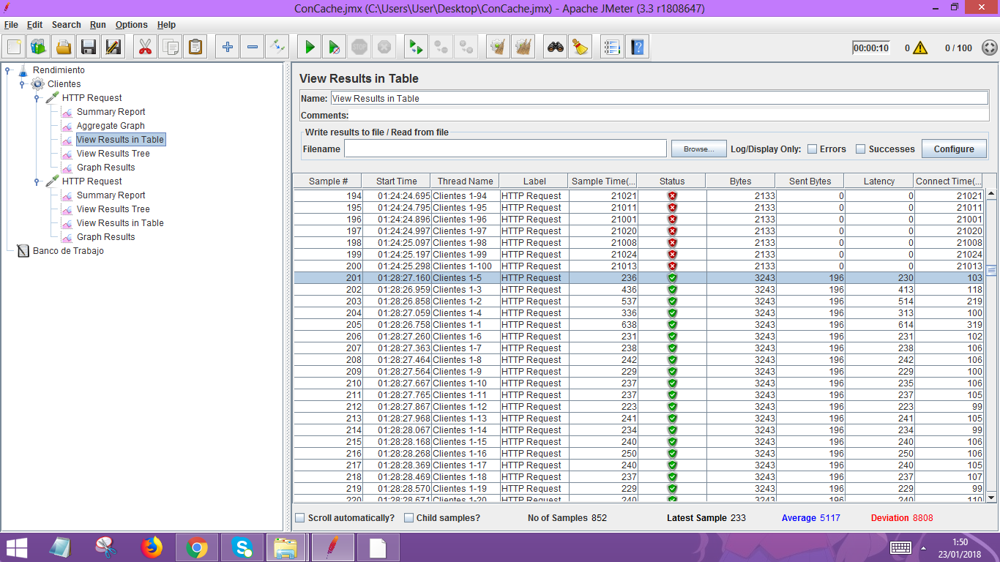 ConCache.jmx (C:\Users\User\Desktop\ConCache.jmx) - Apache JMeter (3.3 r1808647)
File Edit Search Run Options Help
00:00:10 0 0 / 100
Rendimiento
Clientes
HTTP Request
Summary Report
Aggregate Graph
View Results in Table
View Results Tree
Graph Results
HTTP Request
Summary Report
View Results Tree
View Results in Table
Graph Results
Banco de Trabajo
View Results in Table
Name: View Results in Table
Comments:
Write results to file / Read from file
Filename Browse... Log/Display Only: Errors Successes Configure
Sample # Start Time Thread Name Label Sample Time(... Status Bytes Sent Bytes Latency Connect Time(...
194 01:24:24.695 Clientes 1-94 HTTP Request 21021 2133 0 0 21021
195 01:24:24.795 Clientes 1-95 HTTP Request 21011 2133 0 0 21011
196 01:24:24.896 Clientes 1-96 HTTP Request 21001 2133 0 0 21001
197 01:24:24.997 Clientes 1-97 HTTP Request 21020 2133 0 0 21020
198 01:24:25.097 Clientes 1-98 HTTP Request 21008 2133 0 0 21008
199 01:24:25.197 Clientes 1-99 HTTP Request 21024 2133 0 0 21024
200 01:24:25.298 Clientes 1-100 HTTP Request 21013 2133 0 0 21013
201 01:28:27.160 Clientes 1-5 HTTP Request 236 3243 196 230 103
202 01:28:26.959 Clientes 1-3 HTTP Request 436 3243 196 413 118
203 01:28:26.858 Clientes 1-2 HTTP Request 537 3243 196 514 219
204 01:28:27.059 Clientes 1-4 HTTP Request 336 3243 196 313 100
205 01:28:26.758 Clientes 1-1 HTTP Request 638 3243 196 614 319
206 01:28:27.260 Clientes 1-6 HTTP Request 231 3243 196 231 102
207 01:28:27.363 Clientes 1-7 HTTP Request 238 3243 196 238 106
208 01:28:27.464 Clientes 1-8 HTTP Request 242 3243 196 242 106
209 01:28:27.564 Clientes 1-9 HTTP Request 229 3243 196 229 100
210 01:28:27.667 Clientes 1-10 HTTP Request 237 3243 196 235 106
211 01:28:27.765 Clientes 1-11 HTTP Request 237 3243 196 237 105
212 01:28:27.867 Clientes 1-12 HTTP Request 223 3243 196 223 99
213 01:28:27.968 Clientes 1-13 HTTP Request 241 3243 196 241 105
214 01:28:28.067 Clientes 1-14 HTTP Request 234 3243 196 234 99
215 01:28:28.168 Clientes 1-15 HTTP Request 240 3243 196 240 106
216 01:28:28.268 Clientes 1-16 HTTP Request 250 3243 196 250 106
217 01:28:28.369 Clientes 1-17 HTTP Request 240 3243 196 240 105
218 01:28:28.469 Clientes 1-18 HTTP Request 237 3243 196 237 107
219 01:28:28.570 Clientes 1-19 HTTP Request 229 3243 196 229 99
220 01:28:28.671 Clientes 1-20 HTTP Request 240 3243 196 240 110
Scroll automatically? Child samples? No of Samples 852 Latest Sample 233 Average 5117 Deviation 8808
1:50
23/01/2018